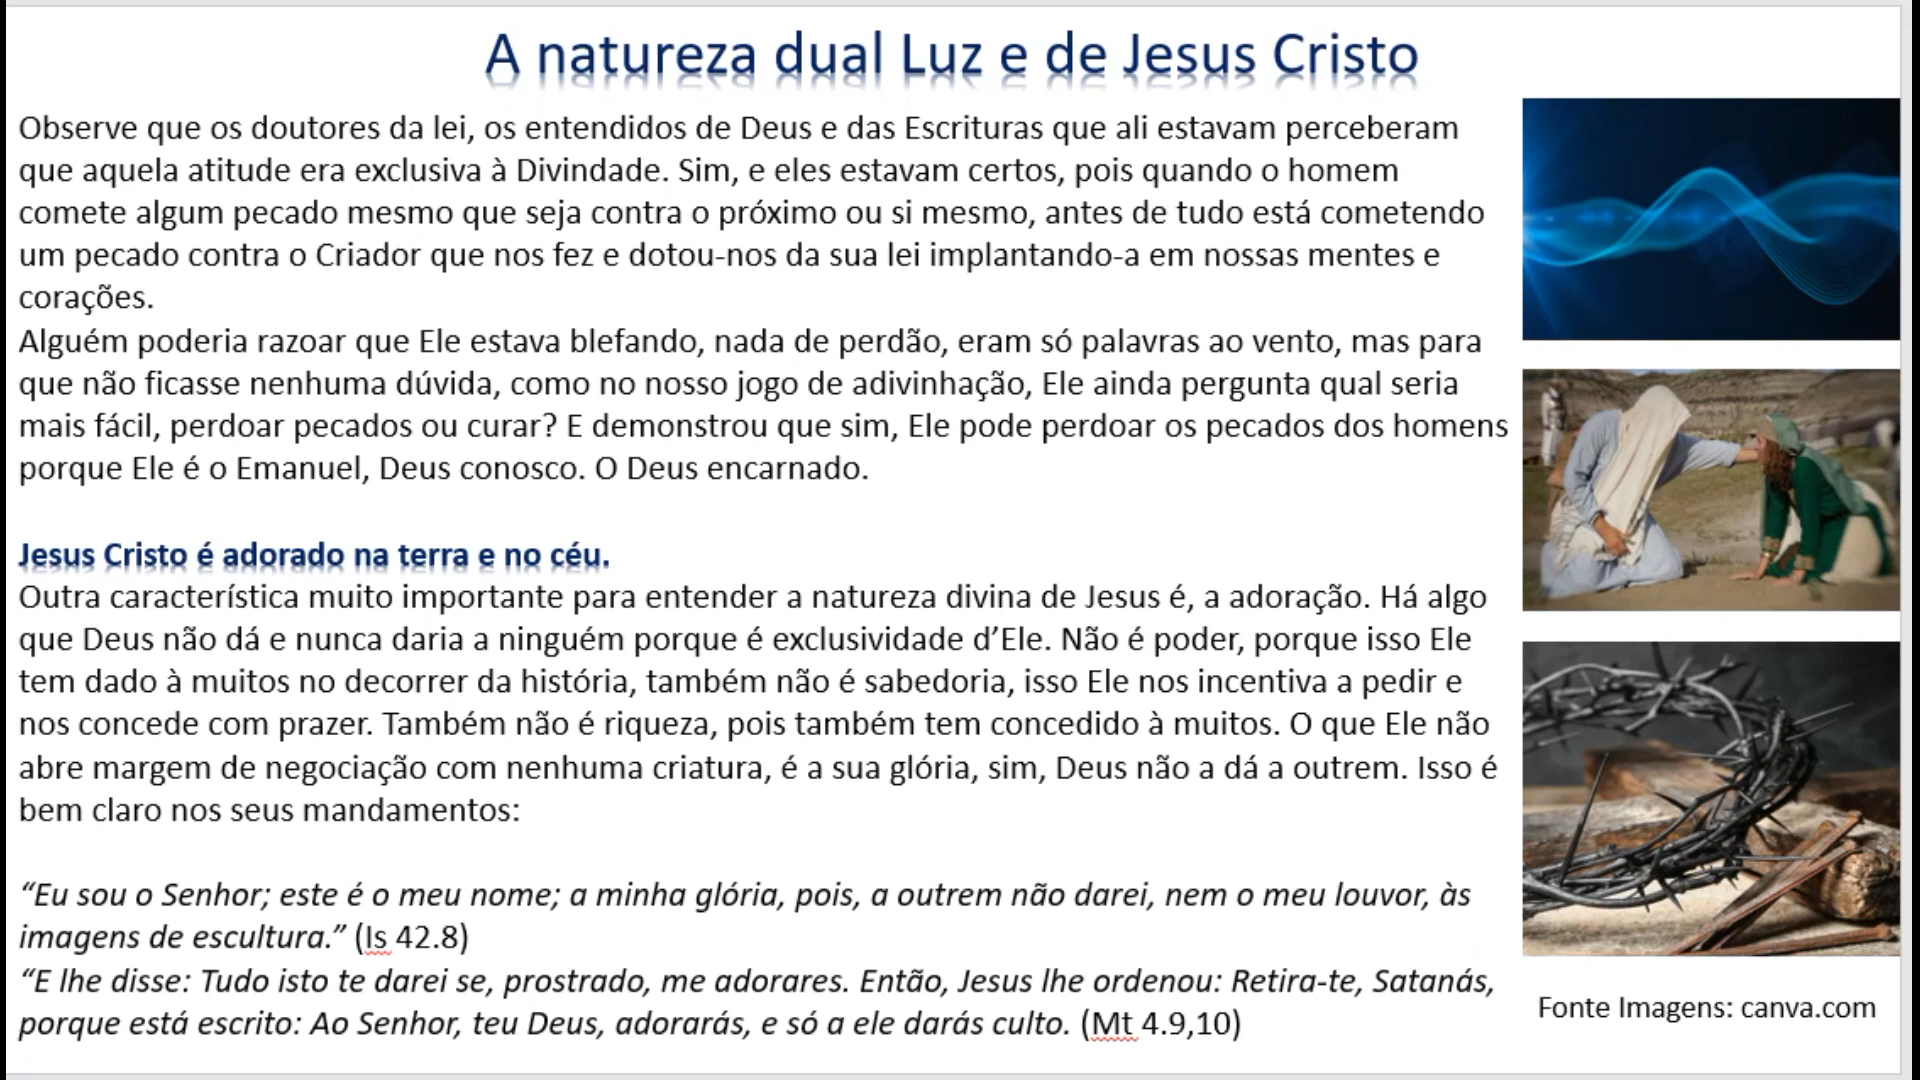 A natureza dual Luz e de Jesus Cristo
Observe que os doutores da lei, os entendidos de Deus e das Escrituras que ali estavam perceberam
que aquela atitude era exclusiva à Divindade. Sim, e eles estavam certos, pois quando o homem
comete algum pecado mesmo que seja contra o próximo ou si mesmo, antes de tudo está cometendo
um pecado contra o Criador que nos fez e dotou-nos da sua lei implantando-a em nossas mentes e
corações.
Alguém poderia razoar que Ele estava blefando, nada de perdão, eram só palavras ao vento, mas para
que não ficasse nenhuma dúvida, como no nosso jogo de adivinhação, Ele ainda pergunta qual seria
mais fácil, perdoar pecados ou curar? E demonstrou que sim, Ele pode perdoar os pecados dos homens
porque Ele é o Emanuel, Deus conosco. O Deus encarnado.
Jesus Cristo é adorado na terra e no céu.
Outra característica muito importante para entender a natureza divina de Jesus é, a adoração. Há algo
que Deus não dá e nunca daria a ninguém porque é exclusividade d’Ele. Não é poder, porque isso Ele
tem dado à muitos no decorrer da história, também não é sabedoria, isso Ele nos incentiva a pedir e
nos concede com prazer. Também não é riqueza, pois também tem concedido à muitos. O que Ele não
abre margem de negociação com nenhuma criatura, é a sua glória, sim, Deus não a dá a outrem. Isso é
bem claro nos seus mandamentos:
“Eu sou o Senhor; este é o meu nome; a minha glória, pois, a outrem não darei, nem o meu louvor, às
imagens de escultura.” (Is 42.8)
“E lhe disse: Tudo isto te darei se, prostrado, me adorares. Então, Jesus lhe ordenou: Retira-te, Satanás,
porque está escrito: Ao Senhor, teu Deus, adorarás, e só a ele darás culto. (Mt 4.9,10)
Fonte Imagens: canva.com